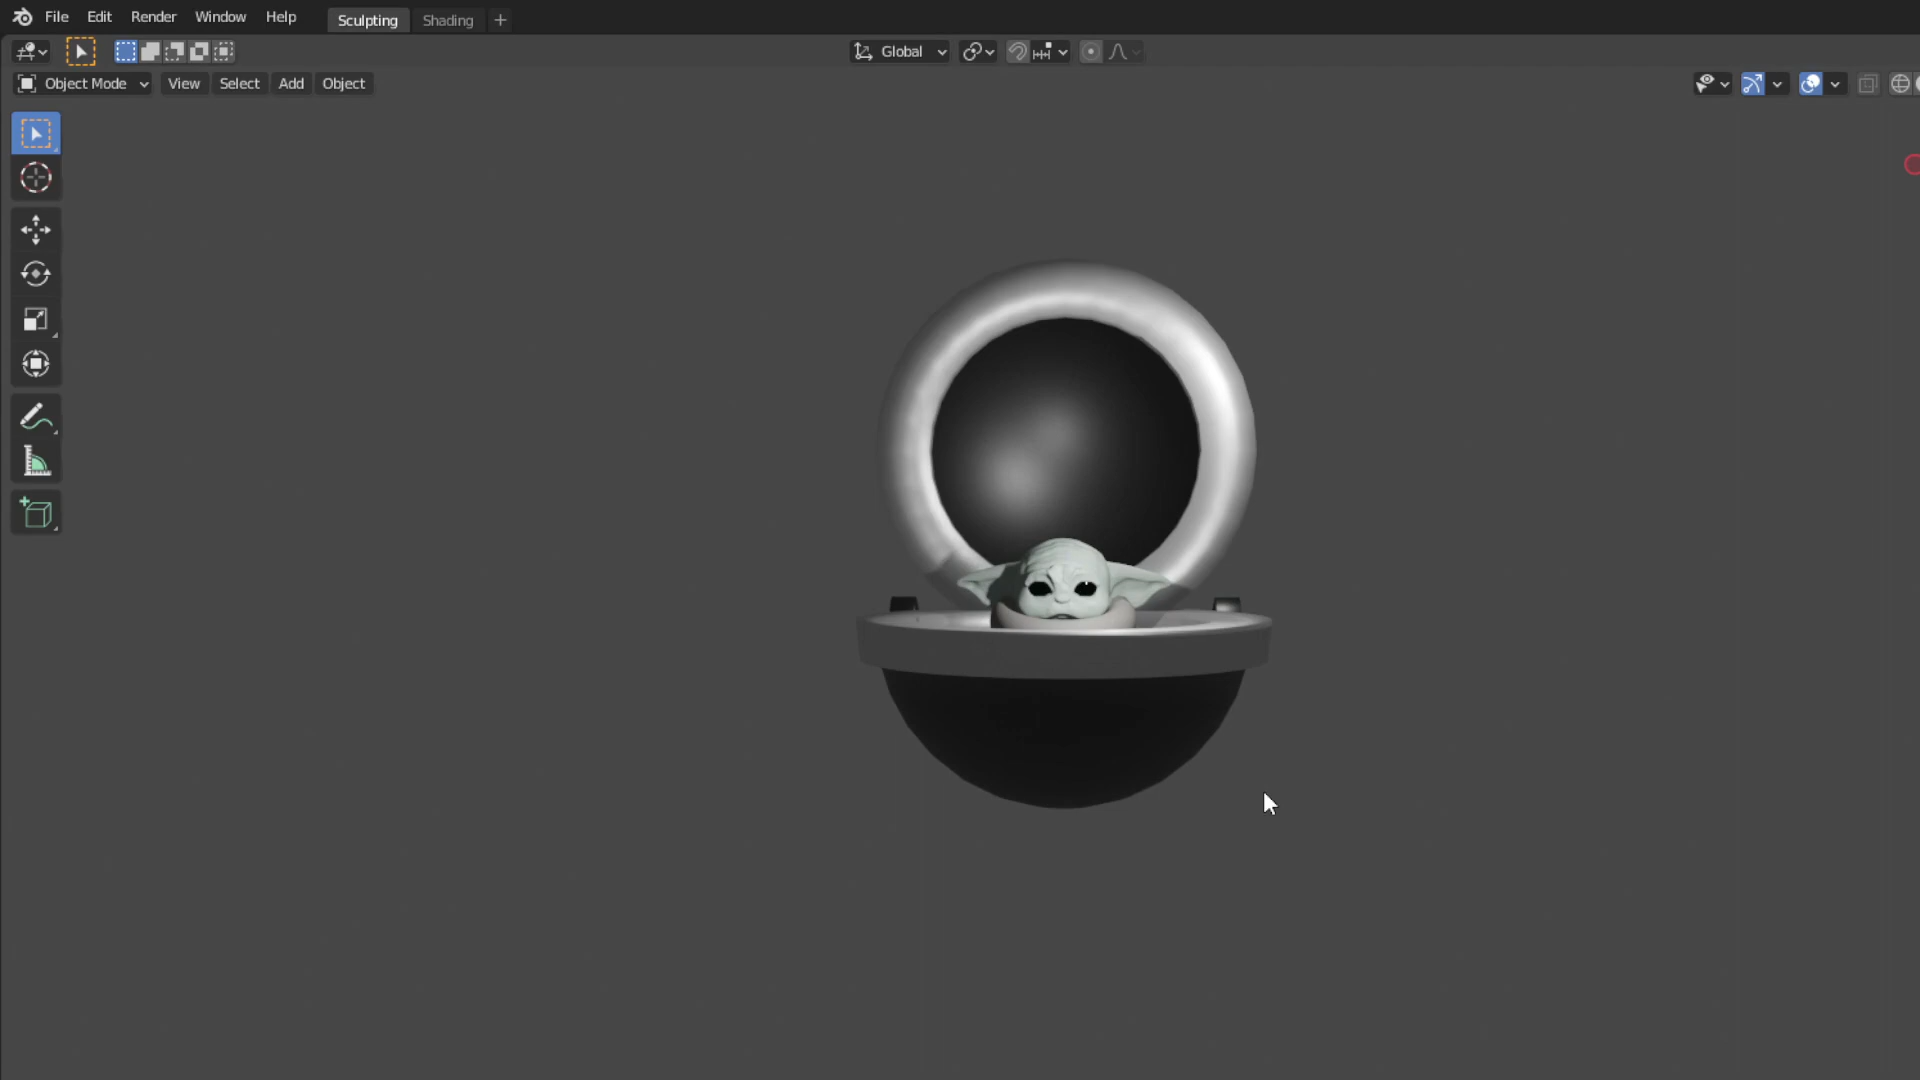 File Edit Render Window Help Sculpting Shading +
Global
Object Mode View Select Add Object